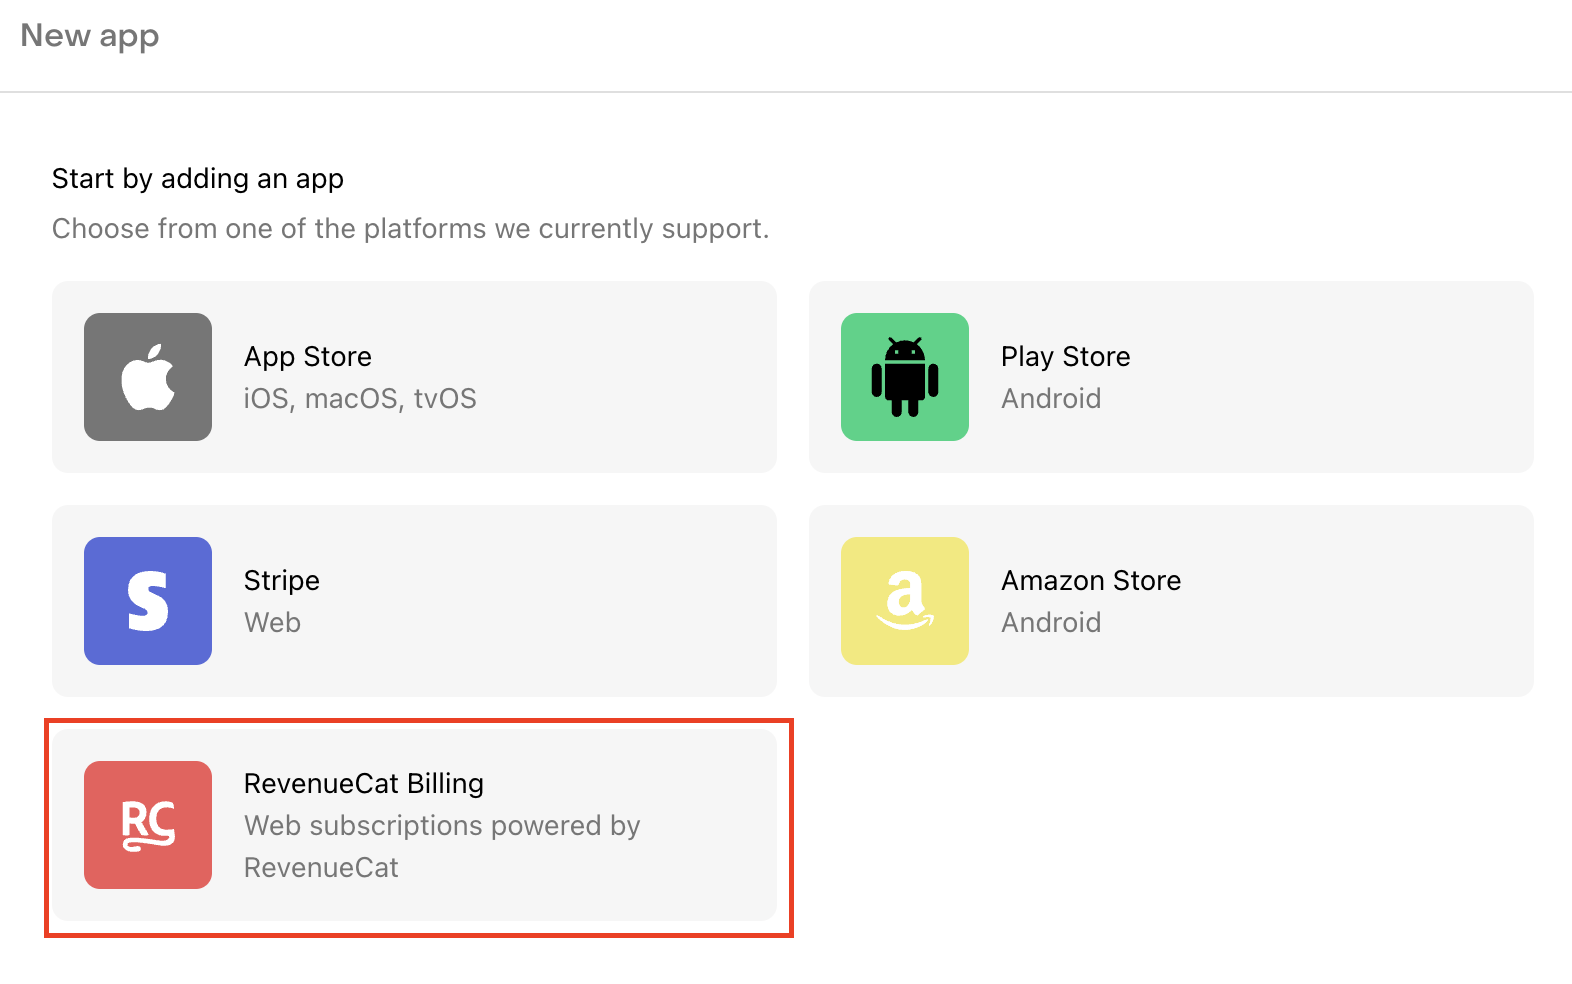 New app
Start by adding an app
Choose from one of the platforms we currently support.
App Store
iOS, macOS, tvOS
Play Store
Android
S
Stripe
Web
a
Amazon Store
Android
RC
RevenueCat Billing
Web subscriptions powered by
RevenueCat